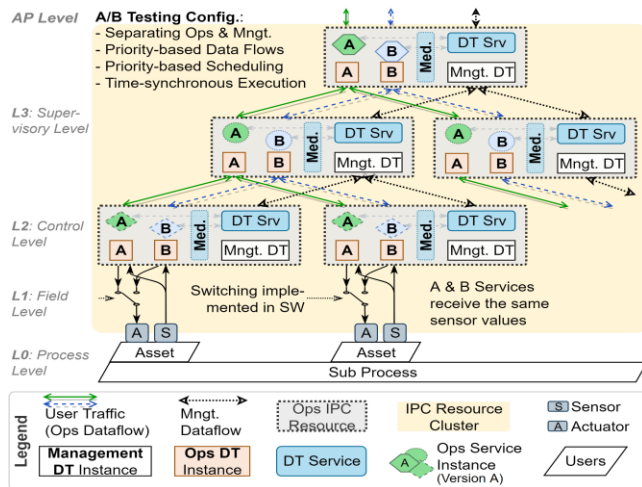 AP Level
A/B Testing Config.:
- Separating Ops & Mngt.
- Priority-based Data Flows
- Priority-based Scheduling
- Time-synchronous Execution
A
B
Med.
DT Srv
A
B
Mngt. DT
L3: Super-
visory Level
A
B
Med.
DT Srv
A
B
Mngt. DT
A
B
Med.
DT Srv
A
B
Mngt. DT
L2: Control
Level
A
B
Med.
DT Srv
A
B
Mngt. DT
A
B
Med.
DT Srv
A
B
Mngt. DT
L1: Field
Level
Switching imple-
mented in SW
A & B Services
receive the same
sensor values
A
S
A
S
L0: Process
Level
Asset
Asset
Sub Process
Legend
User Traffic
(Ops Dataflow)
Mngt.
Dataflow
Ops IPC
Resource
IPC Resource
Cluster
S
Sensor
A
Actuator
Management
DT Instance
Ops DT
Instance
DT Service
A
Ops Service
Instance
(Version A)
Users